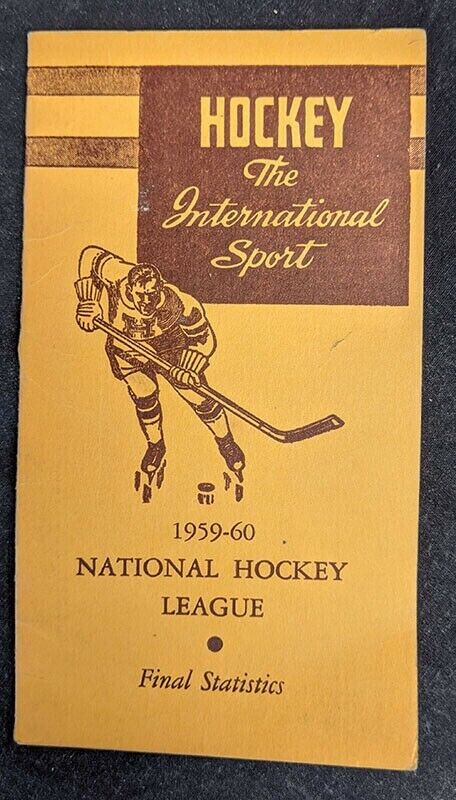 HOCKEY
The
International
Sport
H
1959-60
NATIONAL HOCKEY
LEAGUE
Final Statistics